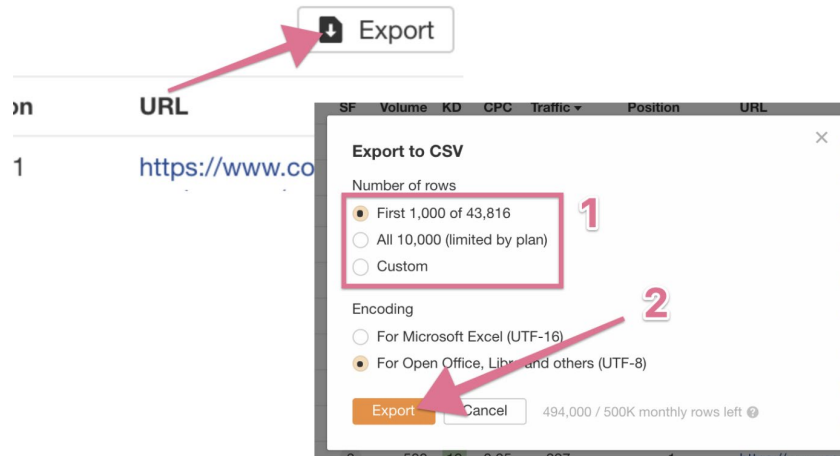 Export
on URL
1 https://www.co
SF Volume KD CPC Traffic Position URL
Export to CSV
Number of rows
First 1,000 of 43,816
All 10,000 (limited by plan)
Custom
1
Encoding
2
For Microsoft Excel (UTF-16)
For Open Office, Libre and others (UTF-8)
Export Cancel 494,000 / 500K monthly rows left